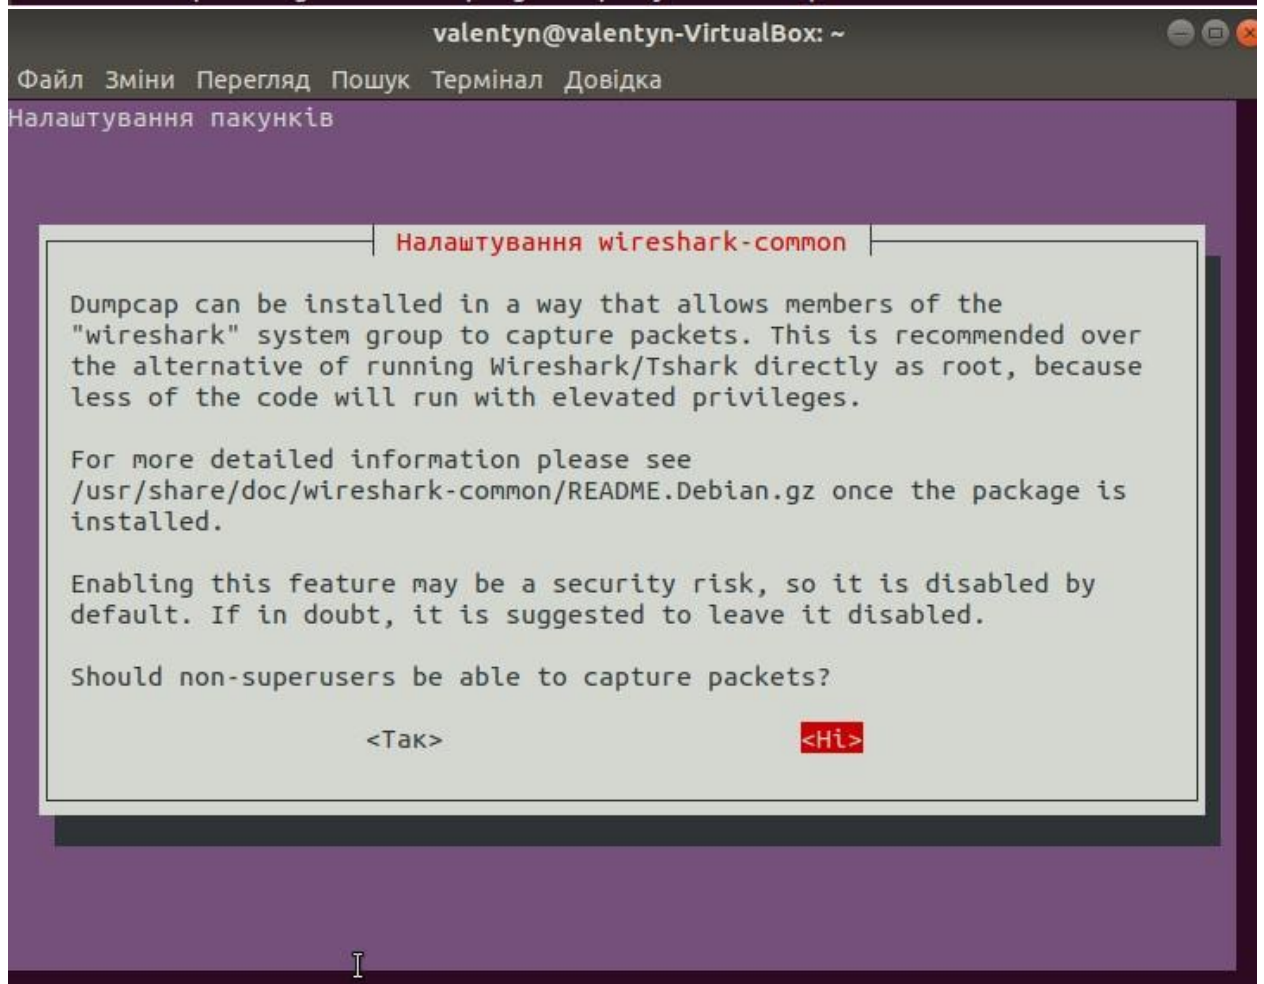 valentyn@valentyn-VirtualBox: ~
Файл Зміни Перегляд Пошук Термінал Довідка
Налаштування пакунків
Налаштування wireshark-common
Dumpcap can be installed in a way that allows members of the
"wireshark" system group to capture packets. This is recommended over
the alternative of running Wireshark/Tshark directly as root, because
less of the code will run with elevated privileges.
For more detailed information please see
/usr/share/doc/wireshark-common/README.Debian.gz once the package is
installed.
Enabling this feature may be a security risk, so it is disabled by
default. If in doubt, it is suggested to leave it disabled.
Should non-superusers be able to capture packets?
<Так> <Ні>